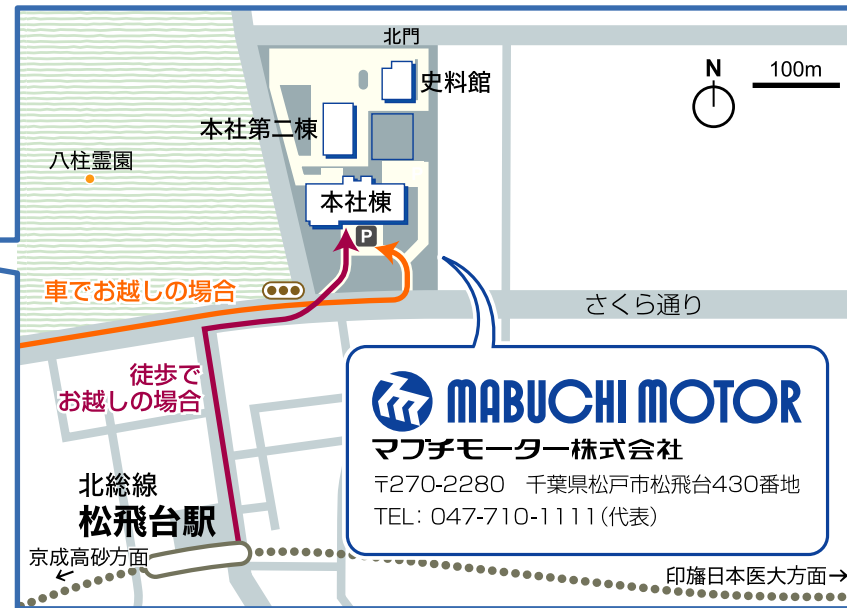 北門
N
100m
史料館
本社第二棟
八柱霊園
本社棟
P
車でお越しの場合
さくら通り
徒歩で
お越しの場合
MABUCHI MOTOR
マブチモーター株式会社
〒270-2280　千葉県松戸市松飛台430番地
TEL: 047-710-1111(代表)
北総線
松飛台駅
京成高砂方面
←
印旛日本医大方面→